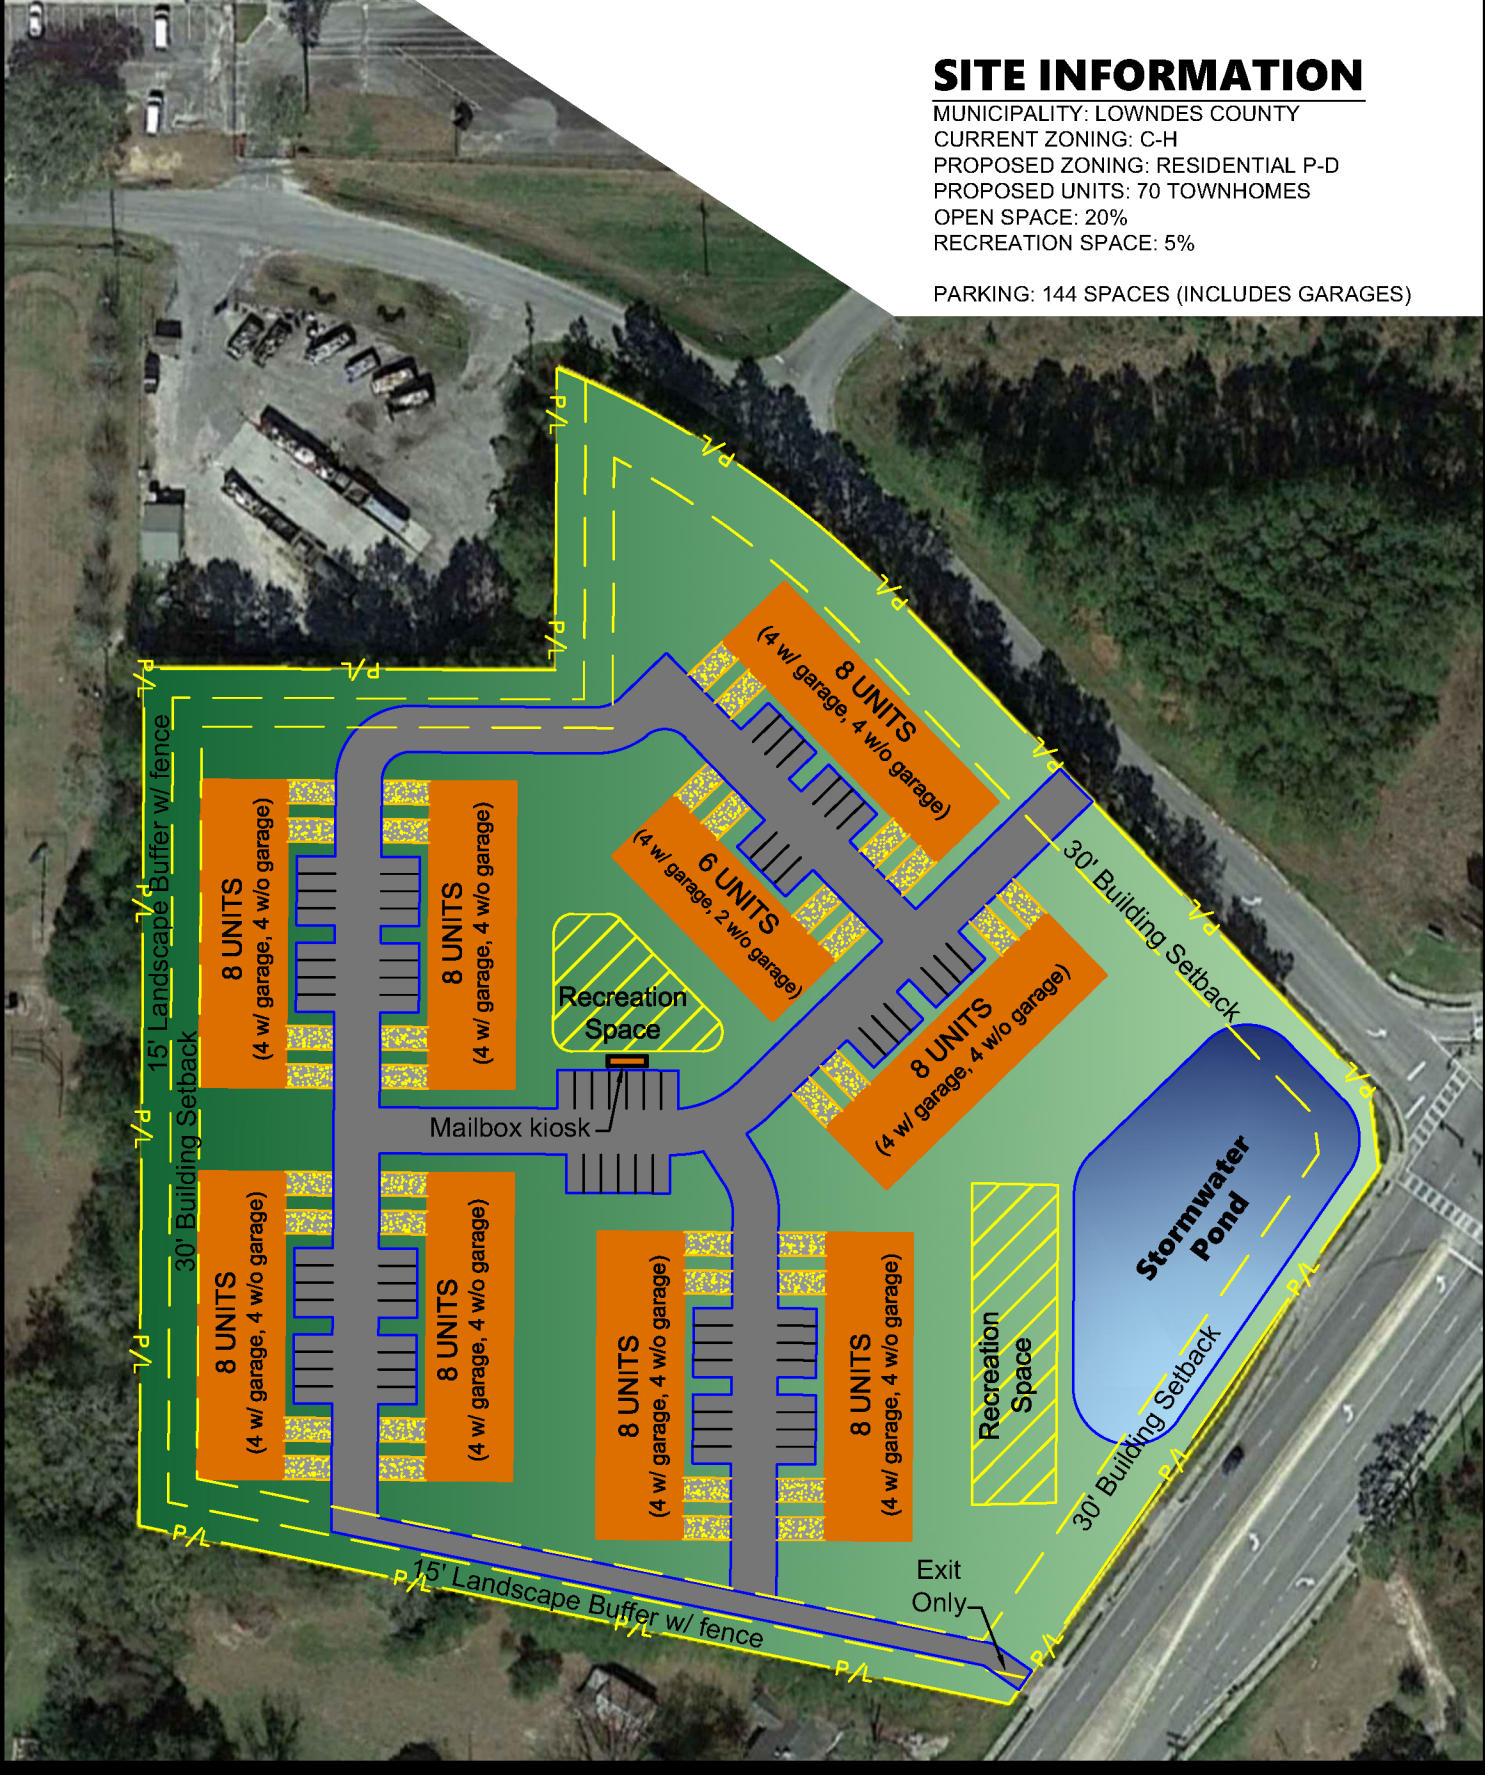 SITE INFORMATION
MUNICIPALITY: LOWNDES COUNTY
CURRENT ZONING: C-H
PROPOSED ZONING: RESIDENTIAL P-D
PROPOSED UNITS: 70 TOWNHOMES
OPEN SPACE: 20%
RECREATION SPACE: 5%
PARKING: 144 SPACES (INCLUDES GARAGES)
P/L
P/L
P/L
P/L
P/L
P/L
P/L
P/L
8 UNITS
(4 w/ garage, 4 w/o garage)
6 UNITS
(4 w/ garage, 2 w/o garage)
30' Building Setback
P/L
15' Landscape Buffer w/ fence
P/L
30' Building Setback
P/L
8 UNITS
(4 w/ garage, 4 w/o garage)
8 UNITS
(4 w/ garage, 4 w/o garage)
Recreation
Space
Mailbox kiosk
8 UNITS
(4 w/ garage, 4 w/o garage)
P/L
Stormwater
Pond
P/L
8 UNITS
(4 w/ garage, 4 w/o garage)
8 UNITS
(4 w/ garage, 4 w/o garage)
8 UNITS
(4 w/ garage, 4 w/o garage)
8 UNITS
(4 w/ garage, 4 w/o garage)
Recreation
Space
30' Building Setback
P/L
P/L
P/L
P/L
15' Landscape Buffer w/ fence
P/L
P/L
Exit
Only
P/L